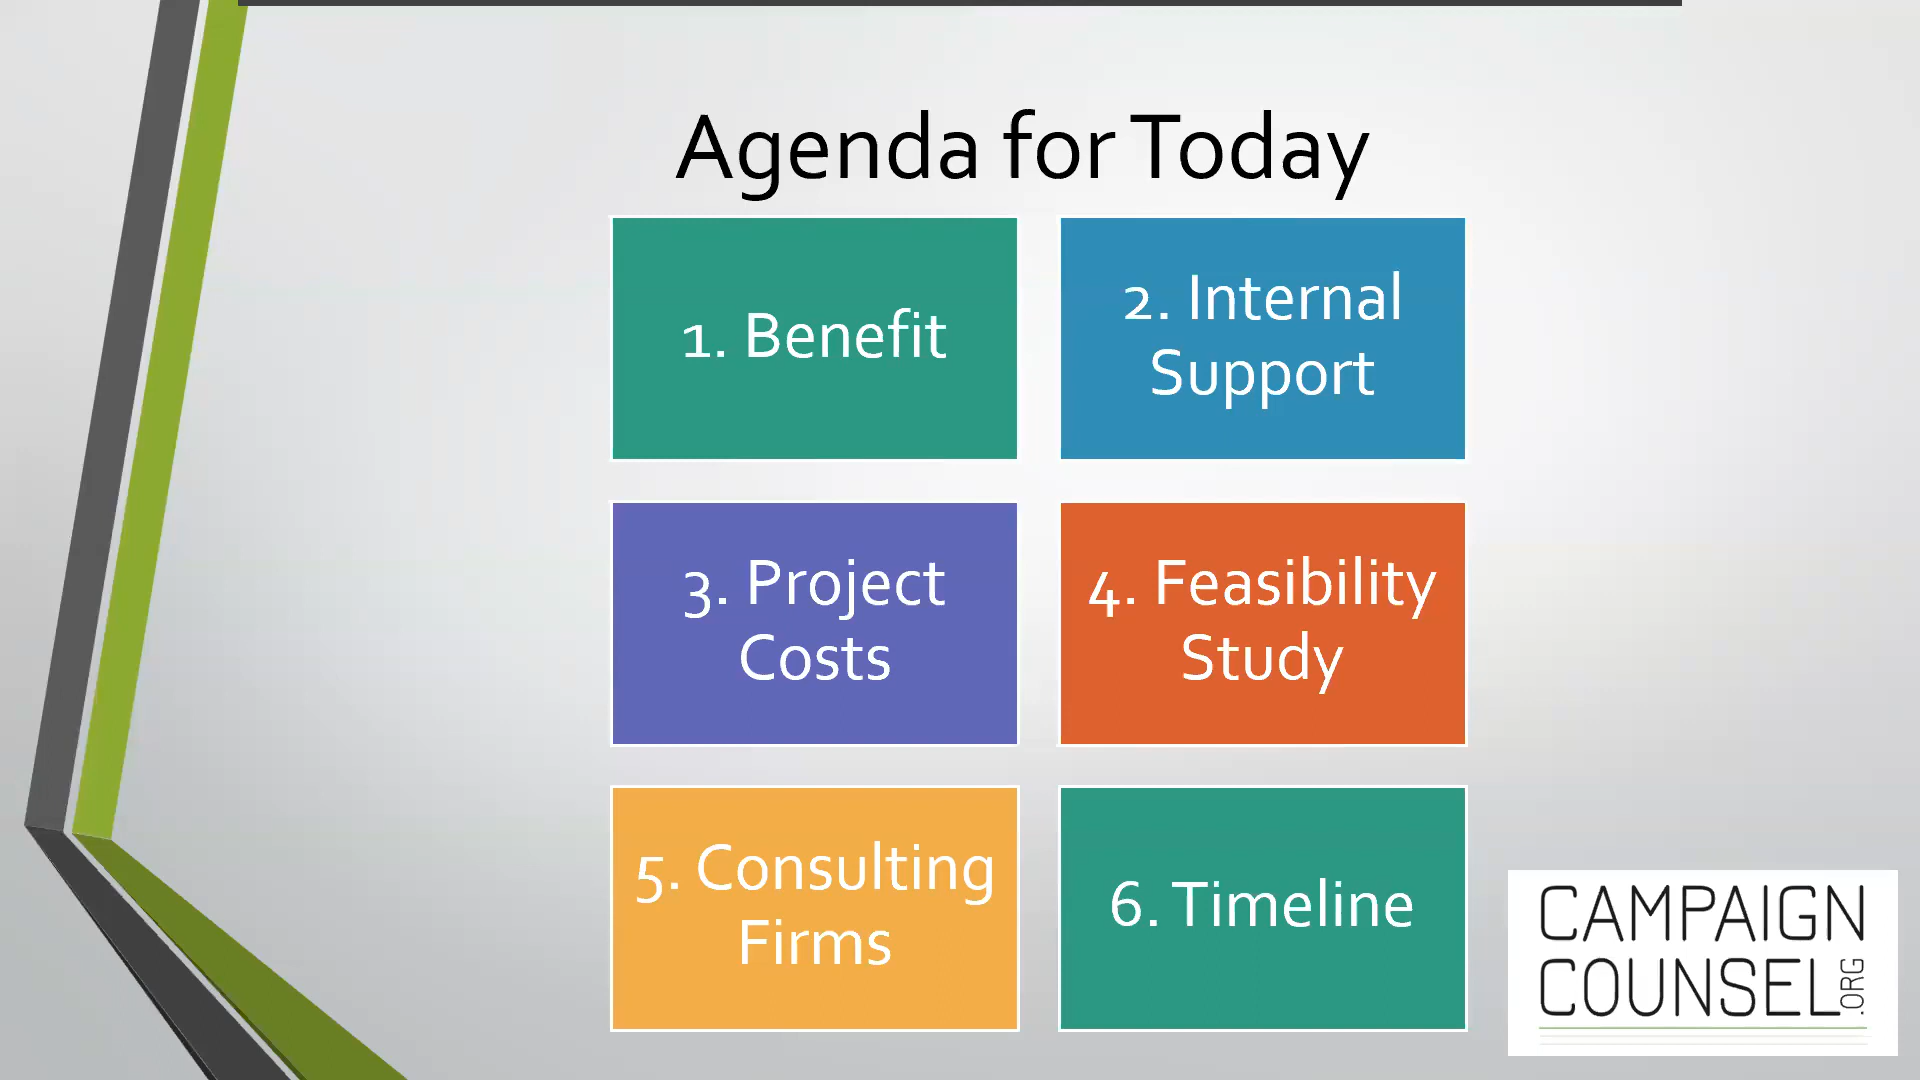 Agenda for Today
1. Benefit
2. Internal
Support
3. Project
Costs
4. Feasibility
Study
5. Consulting
Firms
6. Timeline
CAMPAIGN
COUNSEL.ORG